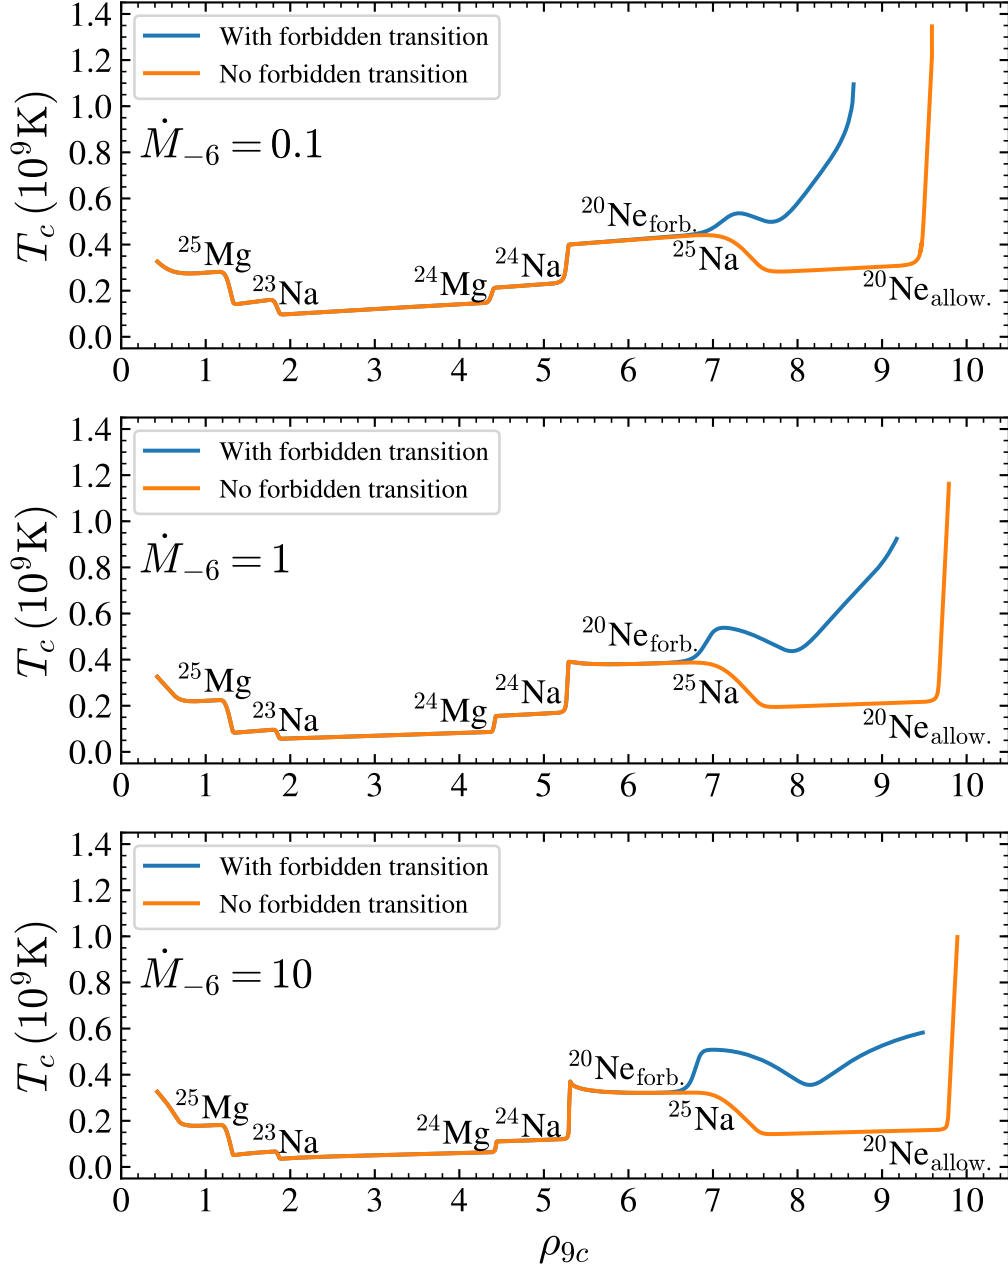 1.4
With forbidden transition
1.2
No forbidden transition
1.0
Ṁ₋₆ = 0.1
0.8
0.6
²⁰Ne_forb.
0.4
²⁵Mg ²³Na ²⁴Mg ²⁴Na ²⁵Na
0.2
²⁰Ne_allow.
0.0
T_c (10⁹K)
0 1 2 3 4 5 6 7 8 9 10
1.4
With forbidden transition
1.2
No forbidden transition
1.0
Ṁ₋₆ = 1
0.8
0.6
²⁰Ne_forb.
0.4
²⁵Mg ²³Na ²⁴Mg ²⁴Na ²⁵Na
0.2
²⁰Ne_allow.
0.0
T_c (10⁹K)
0 1 2 3 4 5 6 7 8 9 10
1.4
With forbidden transition
1.2
No forbidden transition
1.0
Ṁ₋₆ = 10
0.8
0.6
²⁰Ne_forb.
0.4
²⁵Mg ²³Na ²⁴Mg ²⁴Na ²⁵Na
0.2
²⁰Ne_allow.
0.0
T_c (10⁹K)
0 1 2 3 4 5 6 7 8 9 10
ρ_9c